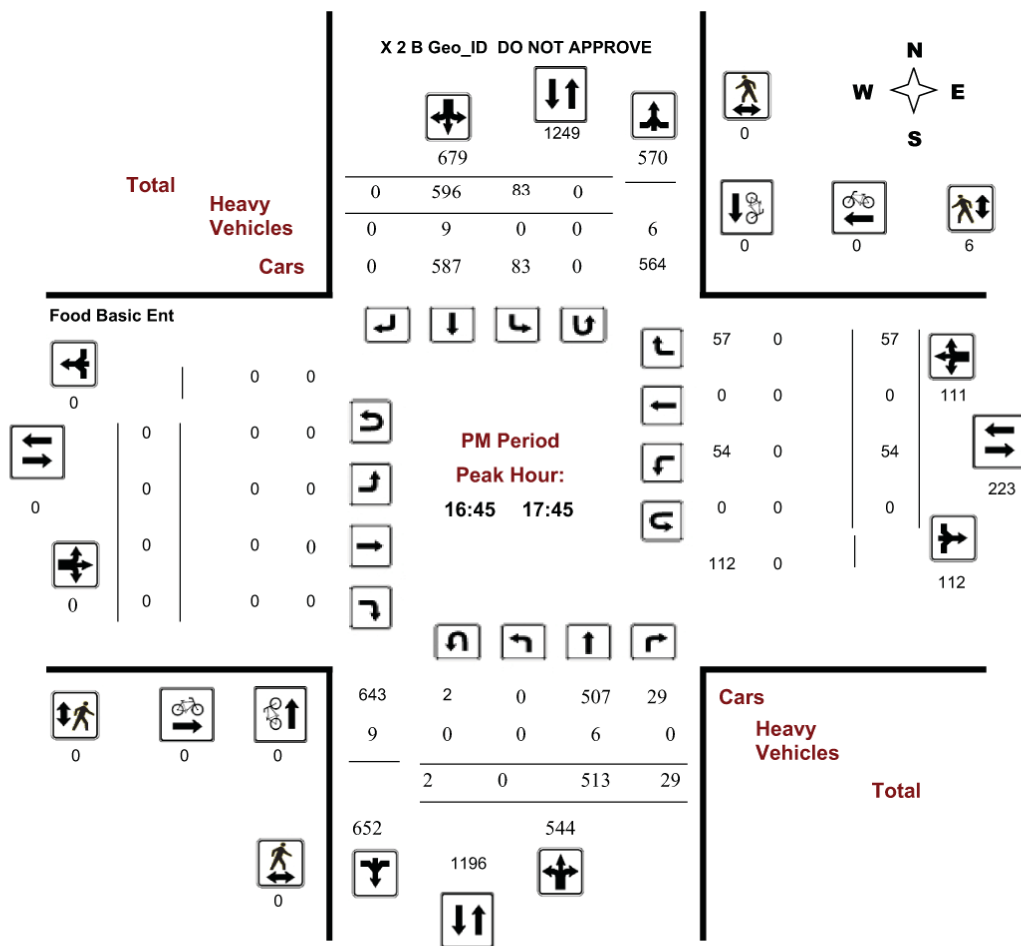 X 2 B Geo_ID DO NOT APPROVE
N
W E
S
1249
0
679 570
Total 0 596 83 0
Heavy
Vehicles 0 9 0 0 6
0 0 6
Cars 0 587 83 0 564
Food Basic Ent
57 0 57
0 0 0
0 0 0 111
0 0 0
54 0 54
0 0 0
0 0 0
223
0
0 0 0
112 0
0 0 0 0
112
PM Period
Peak Hour:
16:45 17:45
643 2 0 507 29
9 0 0 6 0
2 0 513 29
Cars
Heavy
Vehicles
Total
0 0 0
652 544
1196
0